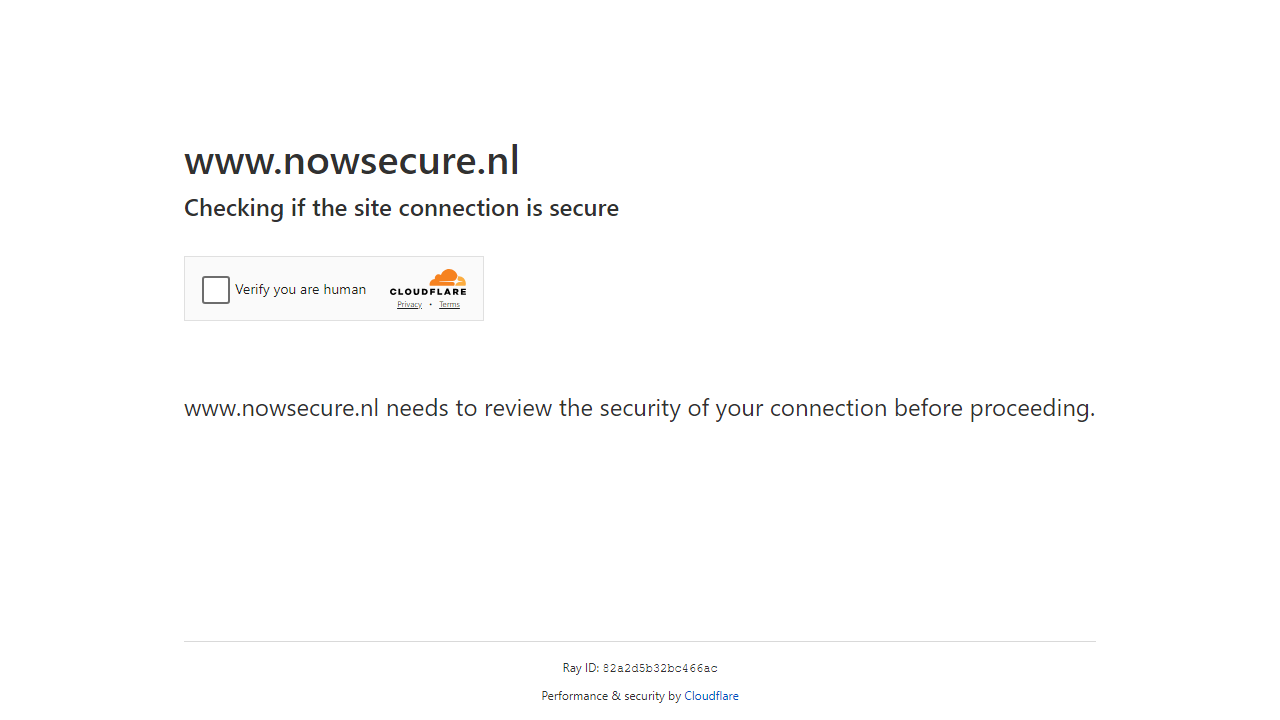 www.nowsecure.nl
Checking if the site connection is secure
Verify you are human
CLOUDFLARE
Privacy • Terms
www.nowsecure.nl needs to review the security of your connection before proceeding.
Ray ID: 82a2d5b32bc466ac
Performance & security by Cloudflare